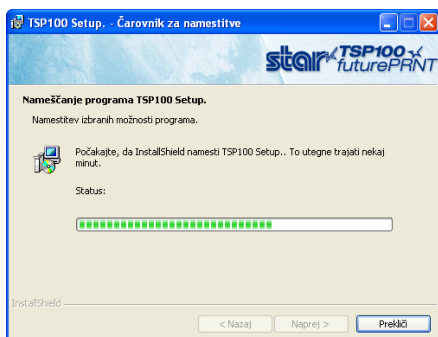 TSP100 Setup. - Čarovnik za namestitve
star TSP100
futurePRNT
Nameščanje programa TSP100 Setup.
Namestitev izbranih možnosti programa.
Počakajte, da InstallShield namesti TSP100 Setup.. To utegne trajati nekaj
minut.
Status:
InstallShield
< Nazaj
Naprej >
Prekliči